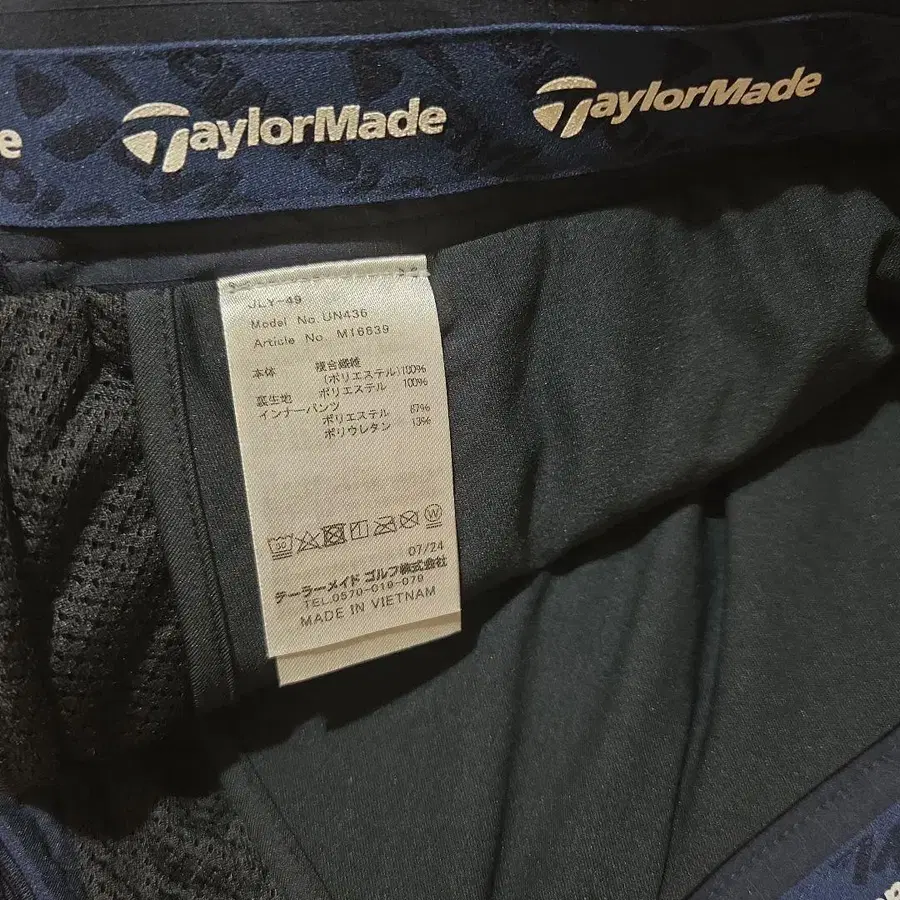 e TaylorMade TaylorMade
JLY-49
Model No. UN436
Article No. M16639
本体 複合繊維
(ポリエステル)100%
裏生地 ポリエステル 100%
インナーパンツ
ポリエステル 87%
ポリウレタン 13%
30 W
07/24
テーラーメイド ゴルフ株式会社
TEL.0570-019-079
MADE IN VIETNAM